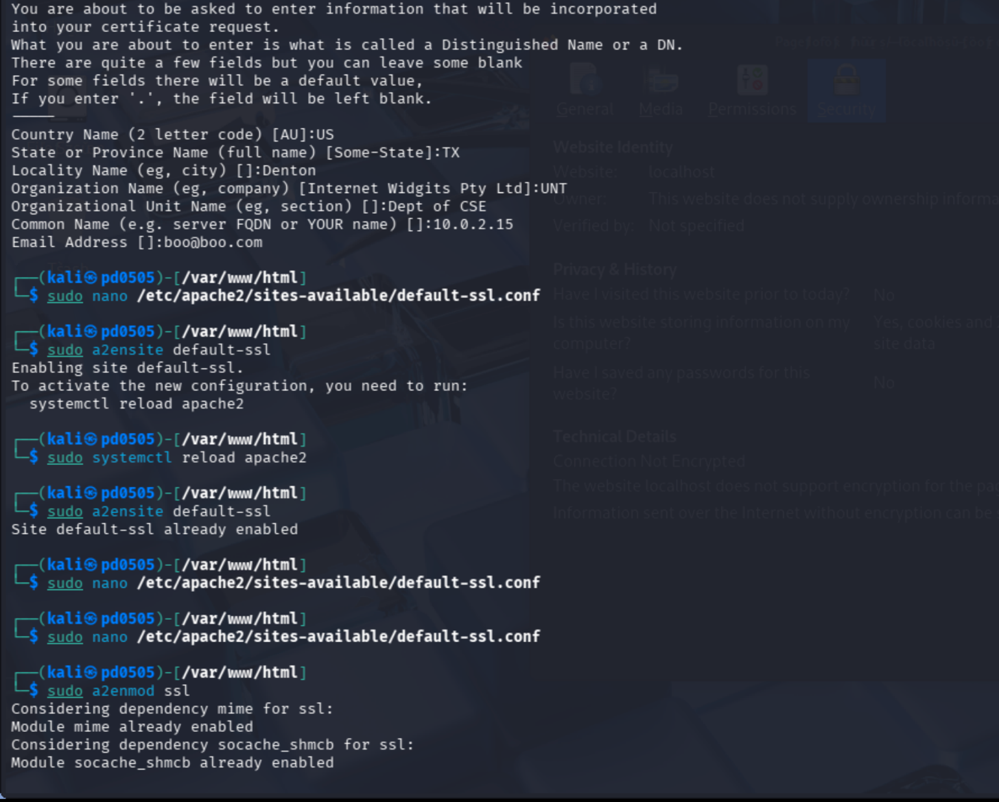 You are about to be asked to enter information that will be incorporated
into your certificate request.
What you are about to enter is what is called a Distinguished Name or a DN.
There are quite a few fields but you can leave some blank
For some fields there will be a default value,
If you enter '.', the field will be left blank.
-----
Country Name (2 letter code) [AU]:US
State or Province Name (full name) [Some-State]:TX
Locality Name (eg, city) []:Denton
Organization Name (eg, company) [Internet Widgits Pty Ltd]:UNT
Organizational Unit Name (eg, section) []:Dept of CSE
Common Name (e.g. server FQDN or YOUR name) []:10.0.2.15
Email Address []:boo@boo.com
┌──(kali㉿pd0505)-[/var/www/html]
└─$ sudo nano /etc/apache2/sites-available/default-ssl.conf
┌──(kali㉿pd0505)-[/var/www/html]
└─$ sudo a2ensite default-ssl
Enabling site default-ssl.
To activate the new configuration, you need to run:
  systemctl reload apache2
┌──(kali㉿pd0505)-[/var/www/html]
└─$ sudo systemctl reload apache2
┌──(kali㉿pd0505)-[/var/www/html]
└─$ sudo a2ensite default-ssl
Site default-ssl already enabled
┌──(kali㉿pd0505)-[/var/www/html]
└─$ sudo nano /etc/apache2/sites-available/default-ssl.conf
┌──(kali㉿pd0505)-[/var/www/html]
└─$ sudo nano /etc/apache2/sites-available/default-ssl.conf
┌──(kali㉿pd0505)-[/var/www/html]
└─$ sudo a2enmod ssl
Considering dependency mime for ssl:
Module mime already enabled
Considering dependency socache_shmcb for ssl:
Module socache_shmcb already enabled
General Media Permissions Security
Website Identity
Website: localhost
Owner: This website does not supply ownership
Verified by: Not specified
Privacy & History
Have I visited this website prior to today? No
Is this website storing information on my computer? Yes, cookies and
site data
Have I saved any passwords for this
website? No
Technical Details
Connection Not Encrypted
The website localhost does not support encryption for the
Information sent over the Internet without encryption can be